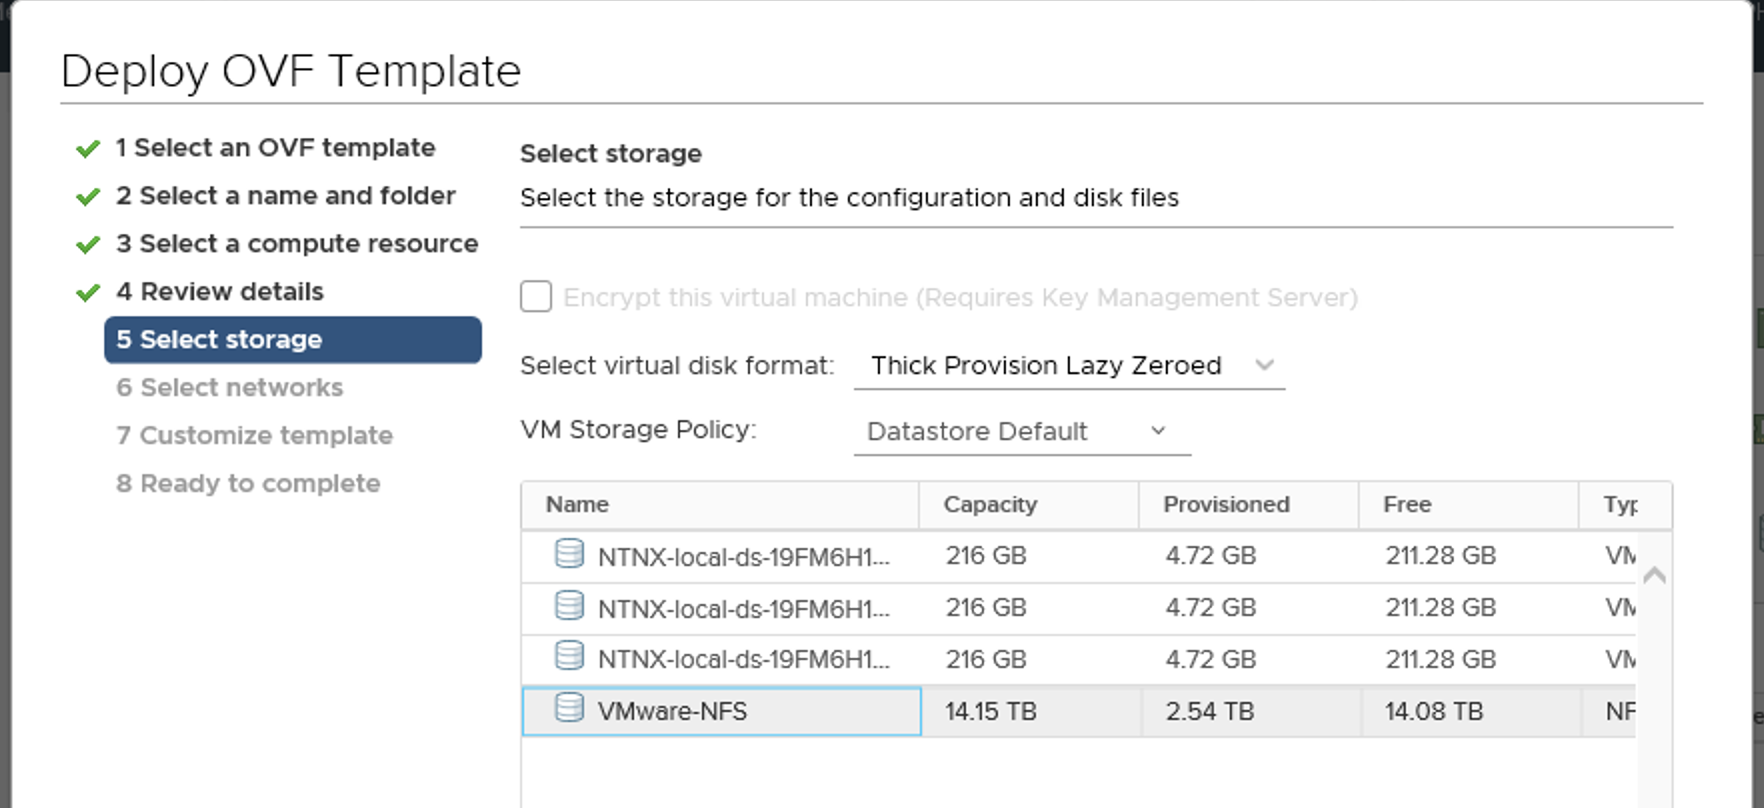 Deploy OVF Template
1 Select an OVF template
2 Select a name and folder
3 Select a compute resource
4 Review details
5 Select storage
6 Select networks
7 Customize template
8 Ready to complete
Select storage
Select the storage for the configuration and disk files
Encrypt this virtual machine (Requires Key Management Server)
Select virtual disk format: Thick Provision Lazy Zeroed
VM Storage Policy: Datastore Default
Name Capacity Provisioned Free
NTNX-local-ds-19FM6H1... 216 GB 4.72 GB 211.28 GB
NTNX-local-ds-19FM6H1... 216 GB 4.72 GB 211.28 GB
NTNX-local-ds-19FM6H1... 216 GB 4.72 GB 211.28 GB
VMware-NFS 14.15 TB 2.54 TB 14.08 TB